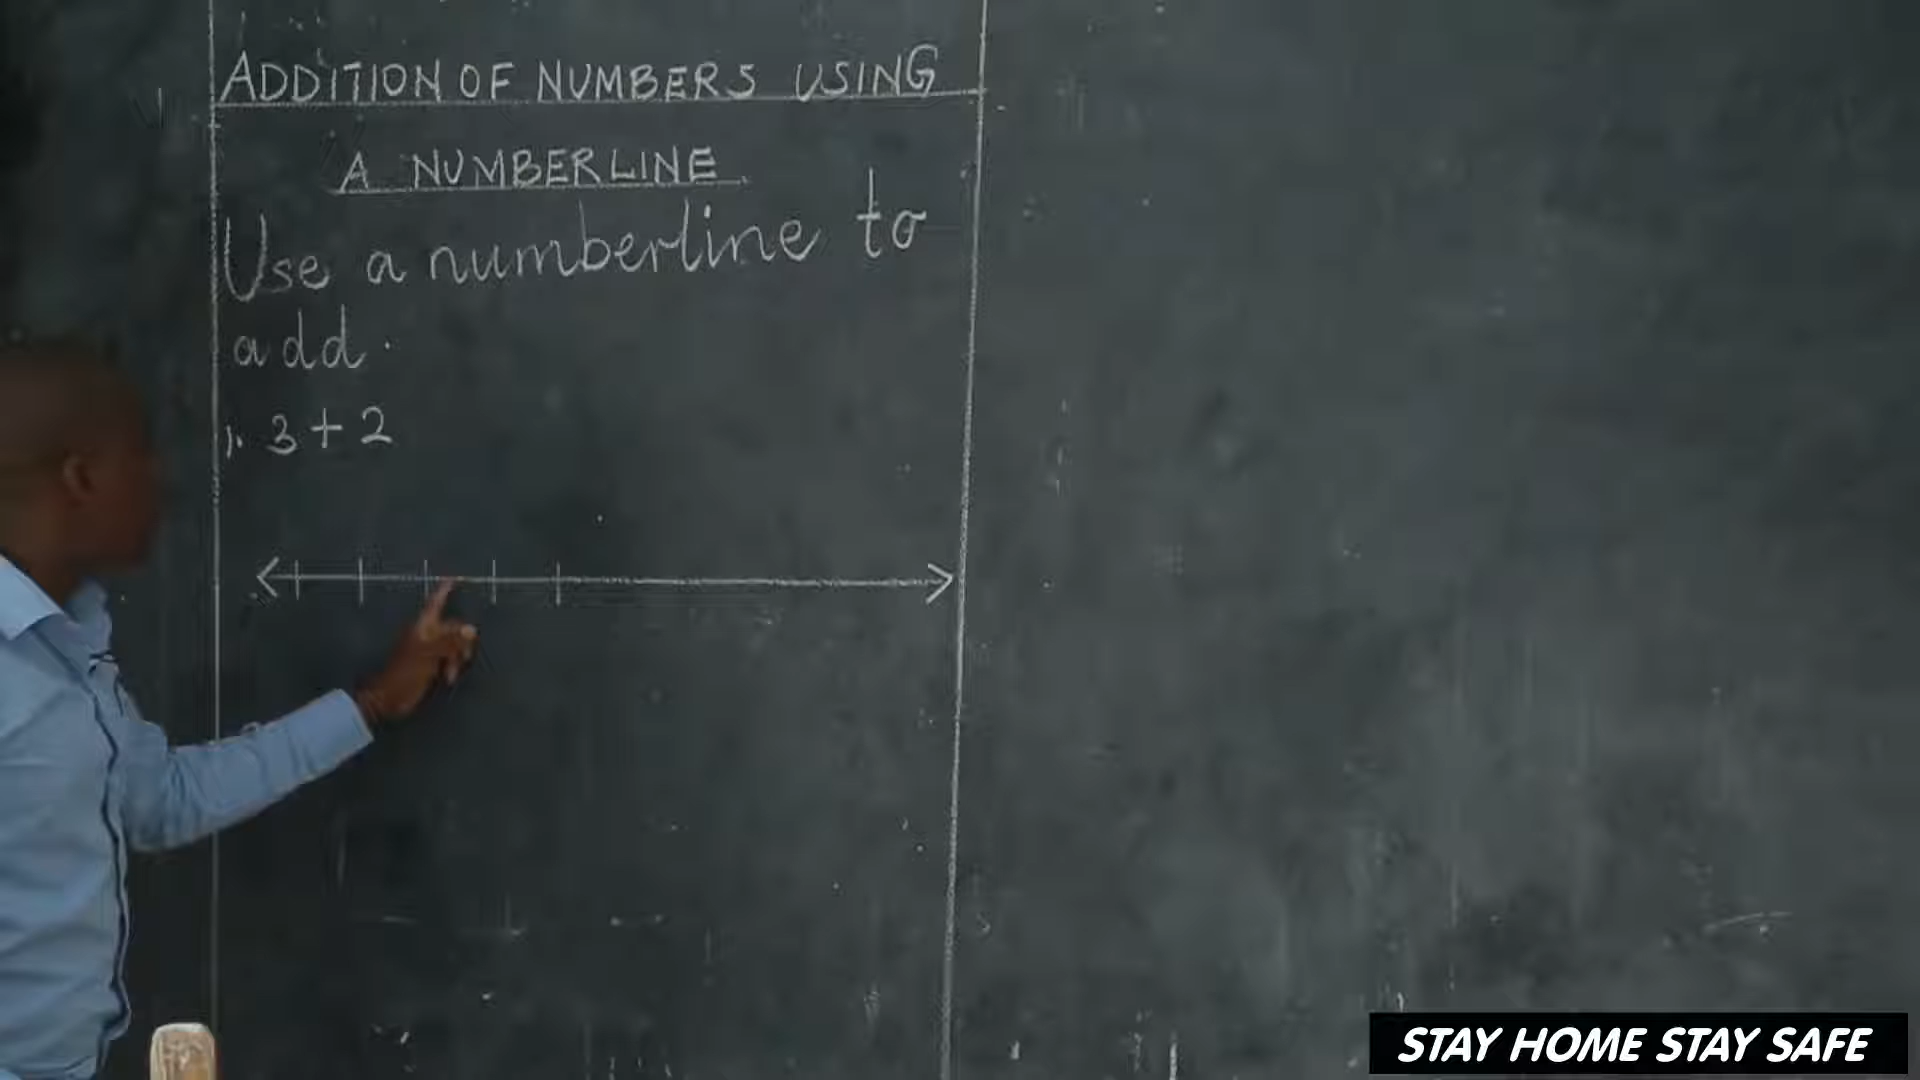 ADDITION OF NUMBERS USING
A NUMBERLINE
Use a numberline to
add.
1. 3+2
STAY HOME STAY SAFE